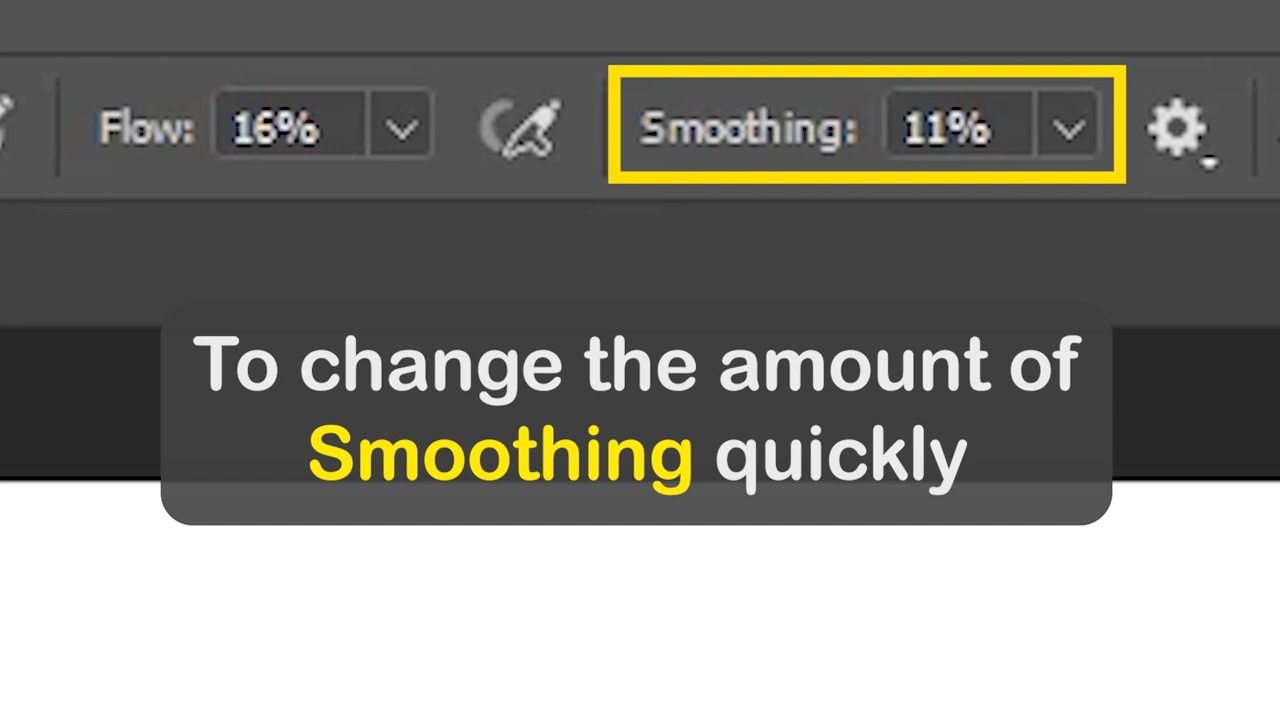 Flow: 16% Smoothing: 11%
To change the amount of
Smoothing quickly